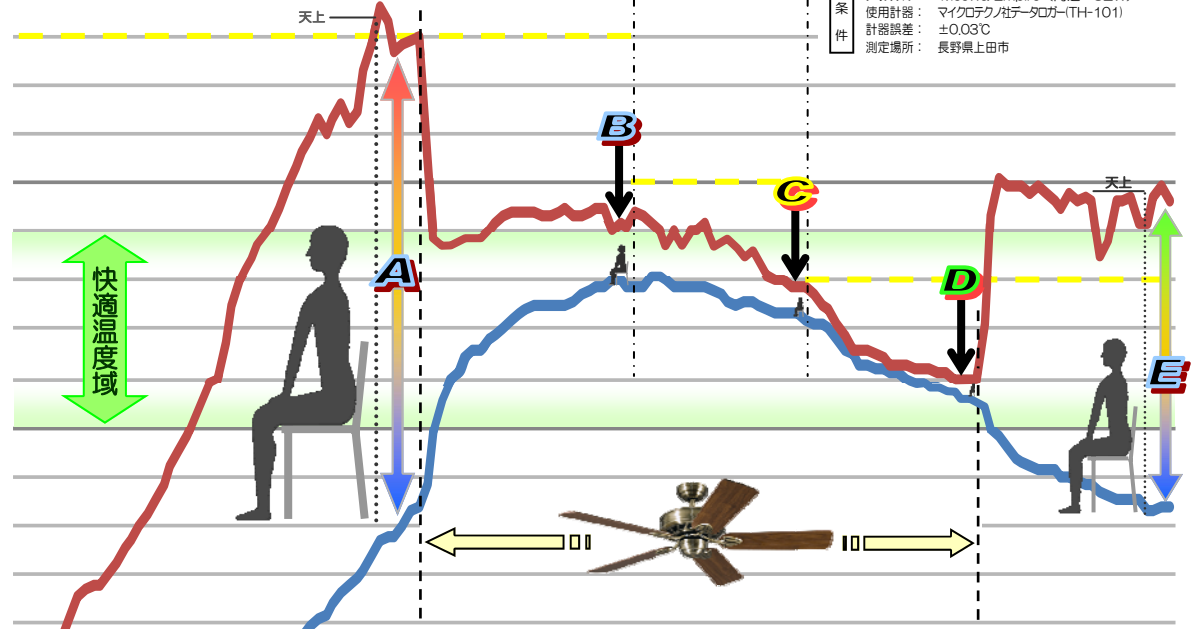 天上
条
件
使用計器： マイクロテクノ社データロガー(TH-101)
計器誤差： ±0.03℃
測定場所： 長野県上田市
B
天上
C
A
D
快適温度域
E